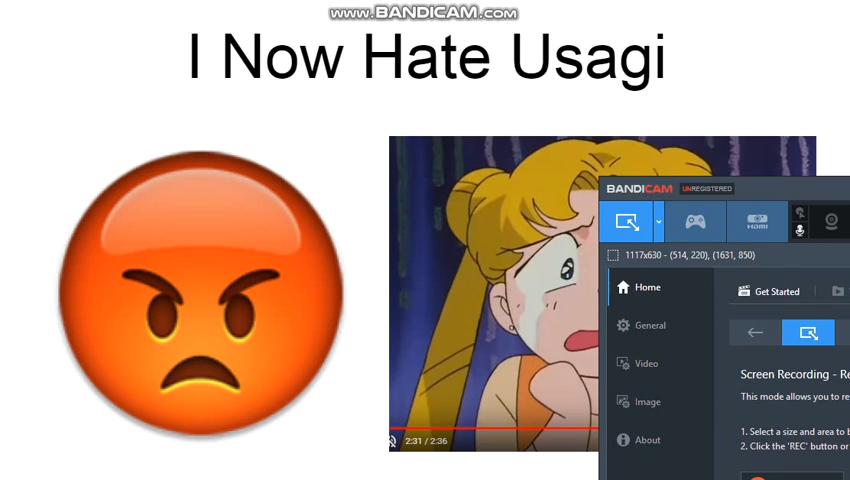 www.BANDICAM.com
I Now Hate Usagi
BANDICAM UNREGISTERED
HDMI
1117x630 - (514, 220), (1631, 850)
Home
Get Started
General
Video
Screen Recording - Re
This mode allows you to re
Image
1. Select a size and area to b
2. Click the 'REC' button or
About
2:31 / 2:36